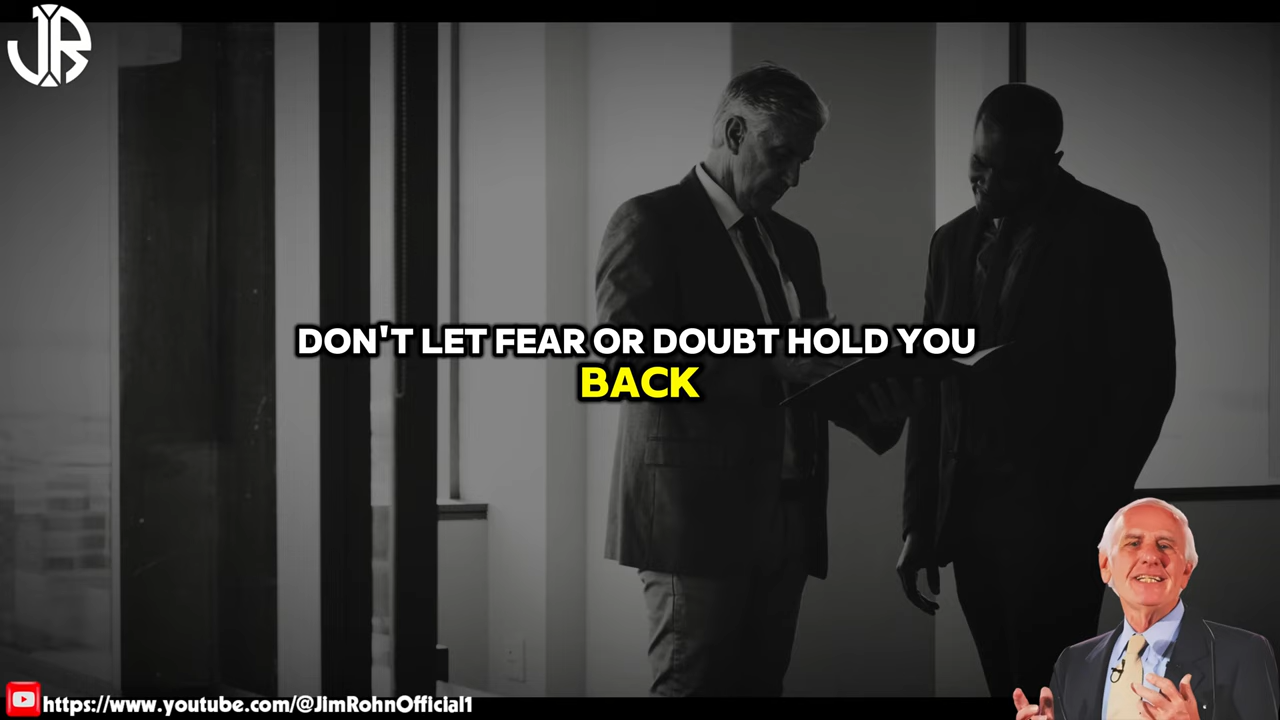 JR
DON'T LET FEAR OR DOUBT HOLD YOU
BACK
https://www.youtube.com/@JimRohnOfficial1